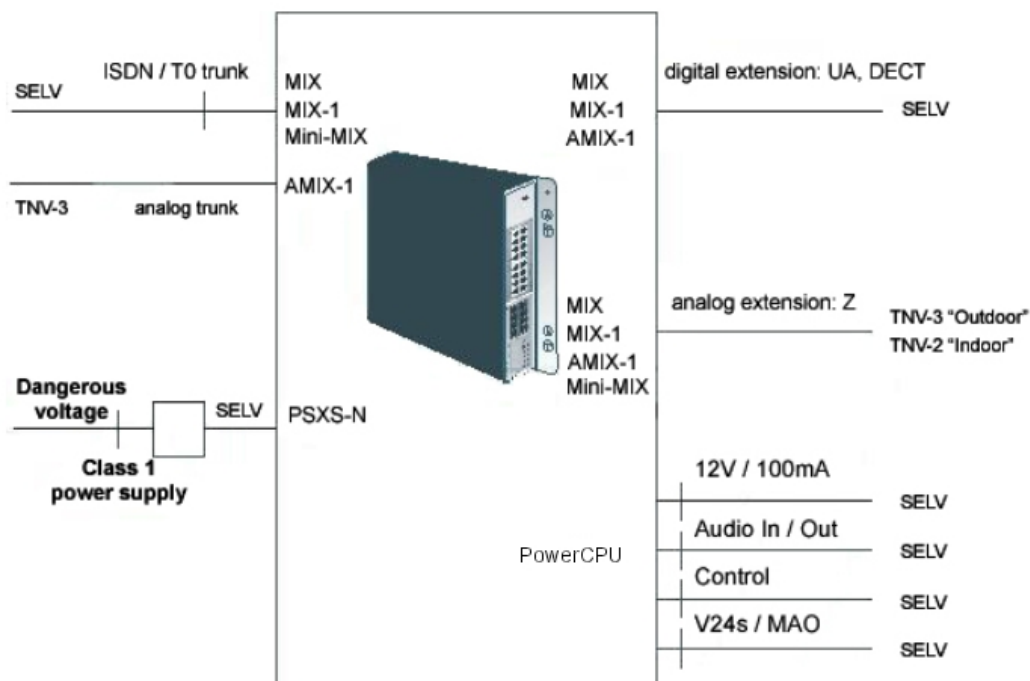 ISDN / T0 trunk
SELV
MIX
MIX-1
Mini-MIX
AMIX-1
TNV-3
analog trunk
Dangerous
voltage
SELV
PSXS-N
Class 1
power supply
MIX
MIX-1
AMIX-1
digital extension: UA, DECT
SELV
MIX
MIX-1
AMIX-1
Mini-MIX
analog extension: Z
TNV-3 “Outdoor”
TNV-2 “Indoor”
PowerCPU
12V / 100mA
SELV
Audio In / Out
SELV
Control
SELV
V24s / MAO
SELV